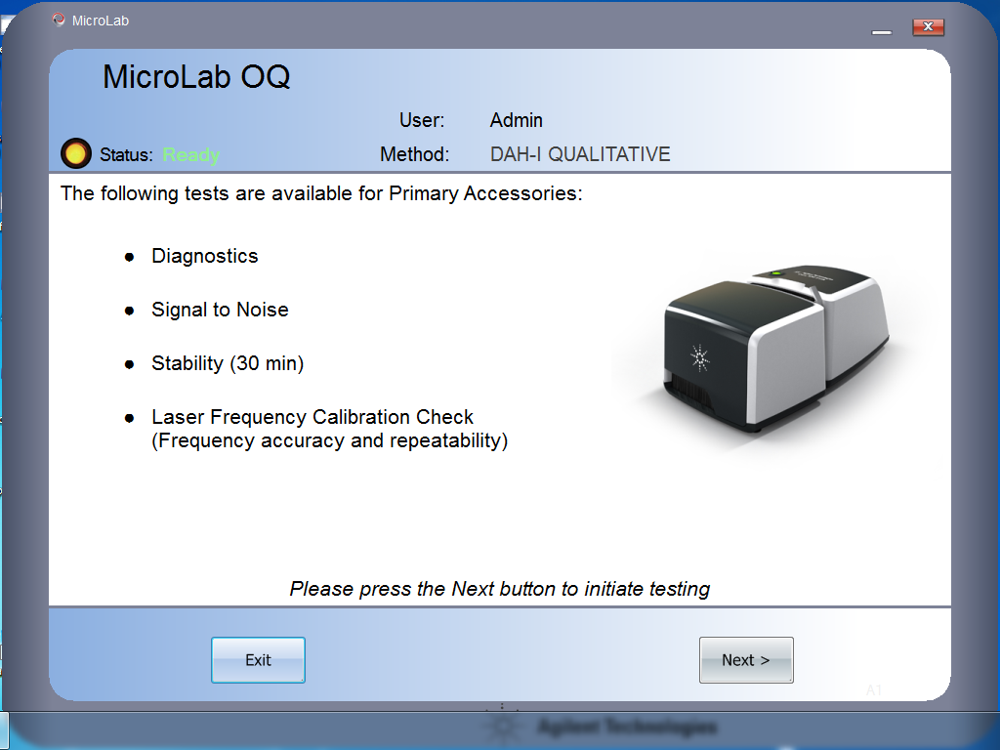 MicroLab
MicroLab OQ
User: Admin
Status: Ready Method: DAH-I QUALITATIVE
The following tests are available for Primary Accessories:
● Diagnostics
● Signal to Noise
● Stability (30 min)
● Laser Frequency Calibration Check
(Frequency accuracy and repeatability)
Please press the Next button to initiate testing
Exit Next >
A1
Agilent Technologies